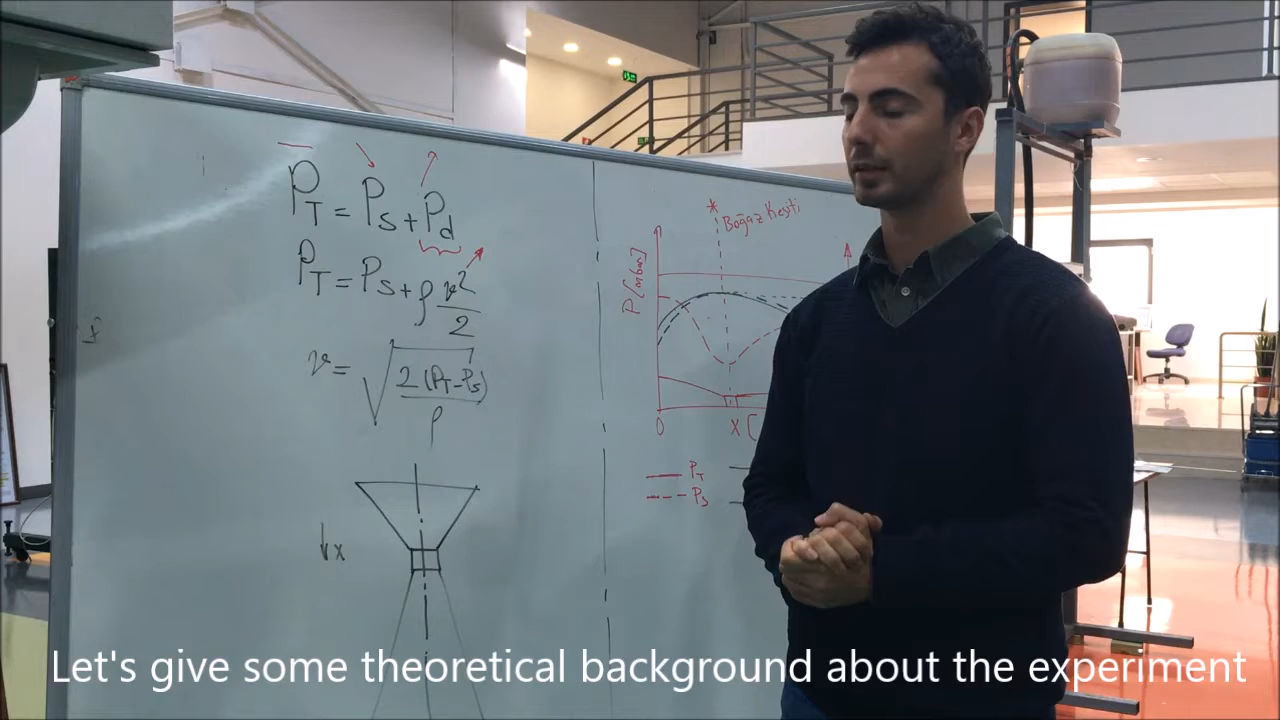 P_T = P_S + P_d
P_T = P_S + ρ v²/2
v = √(2(P_T - P_S)/ρ)
↓x
* Boğaz Kesiti
P[mbar]
0
x [
P_T
P_S
Let's give some theoretical background about the experiment